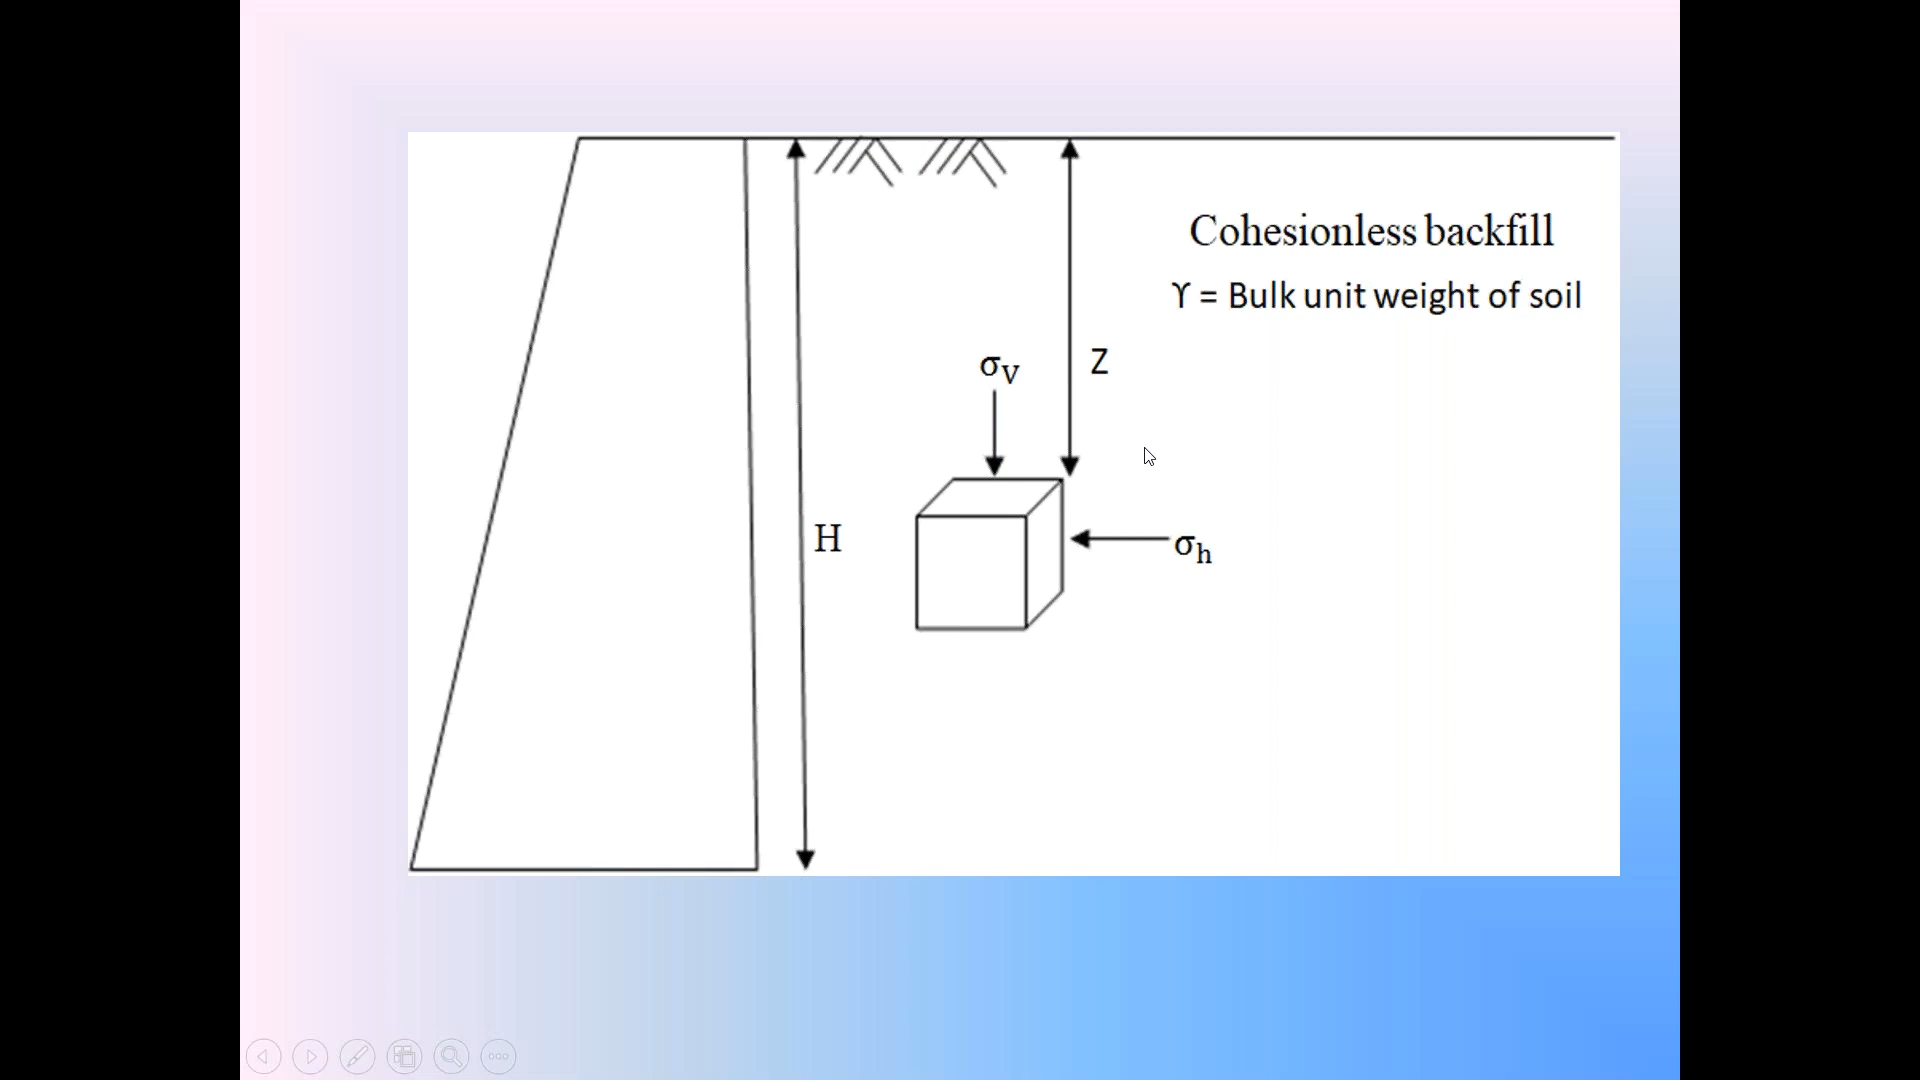 Cohesionless backfill
ϒ = Bulk unit weight of soil
σV
Z
H
σh